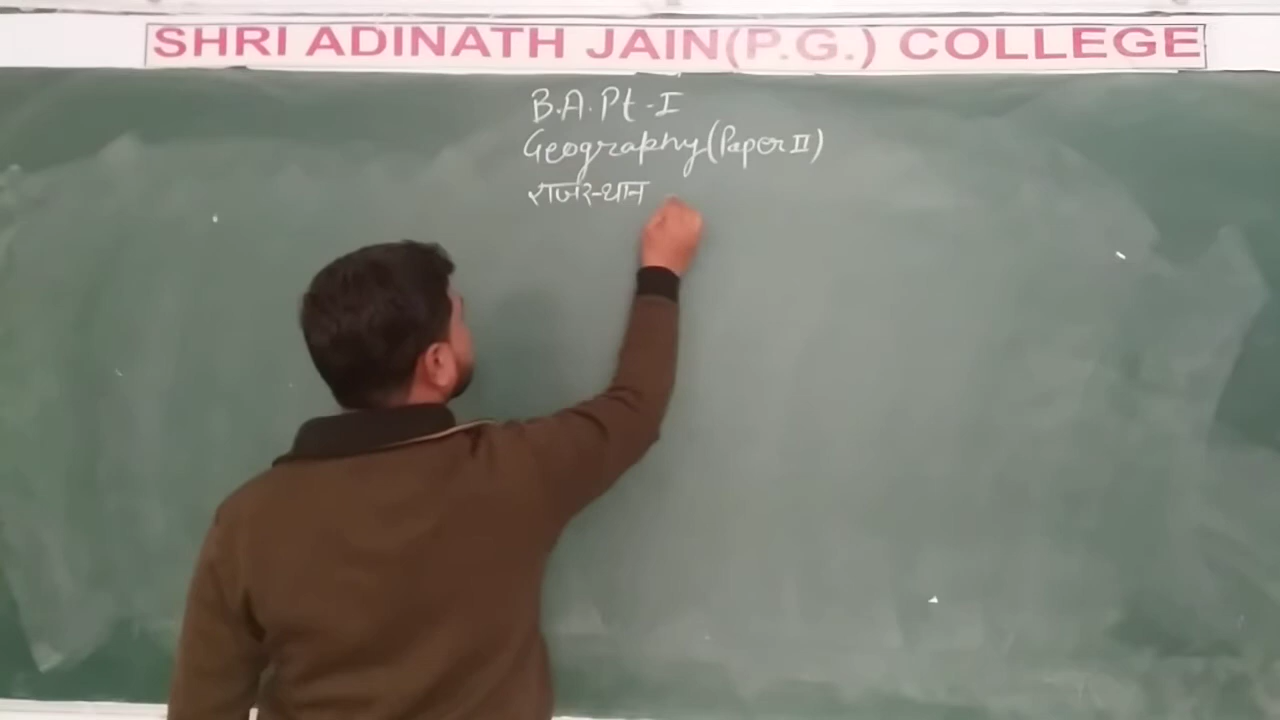 SHRI ADINATH JAIN(P.G.) COLLEGE
B.A. Pt-I
Geography (Paper II)
राजस्थान